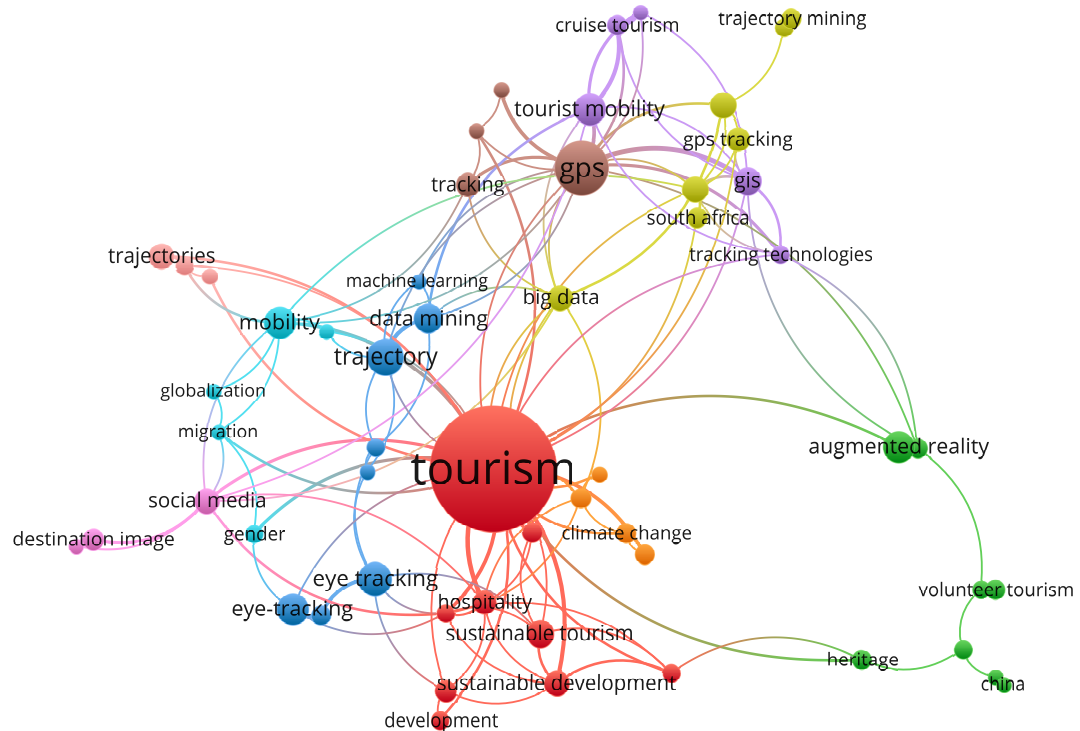 cruise tourism
trajectory mining
tourist mobility
gps tracking
gps
gis
tracking
south africa
trajectories
tracking technologies
machine learning
big data
data mining
mobility
trajectory
globalization
migration
augmented reality
tourism
social media
destination image
gender
climate change
eye tracking
volunteer tourism
eye-tracking
hospitality
sustainable tourism
heritage
sustainable development
china
development